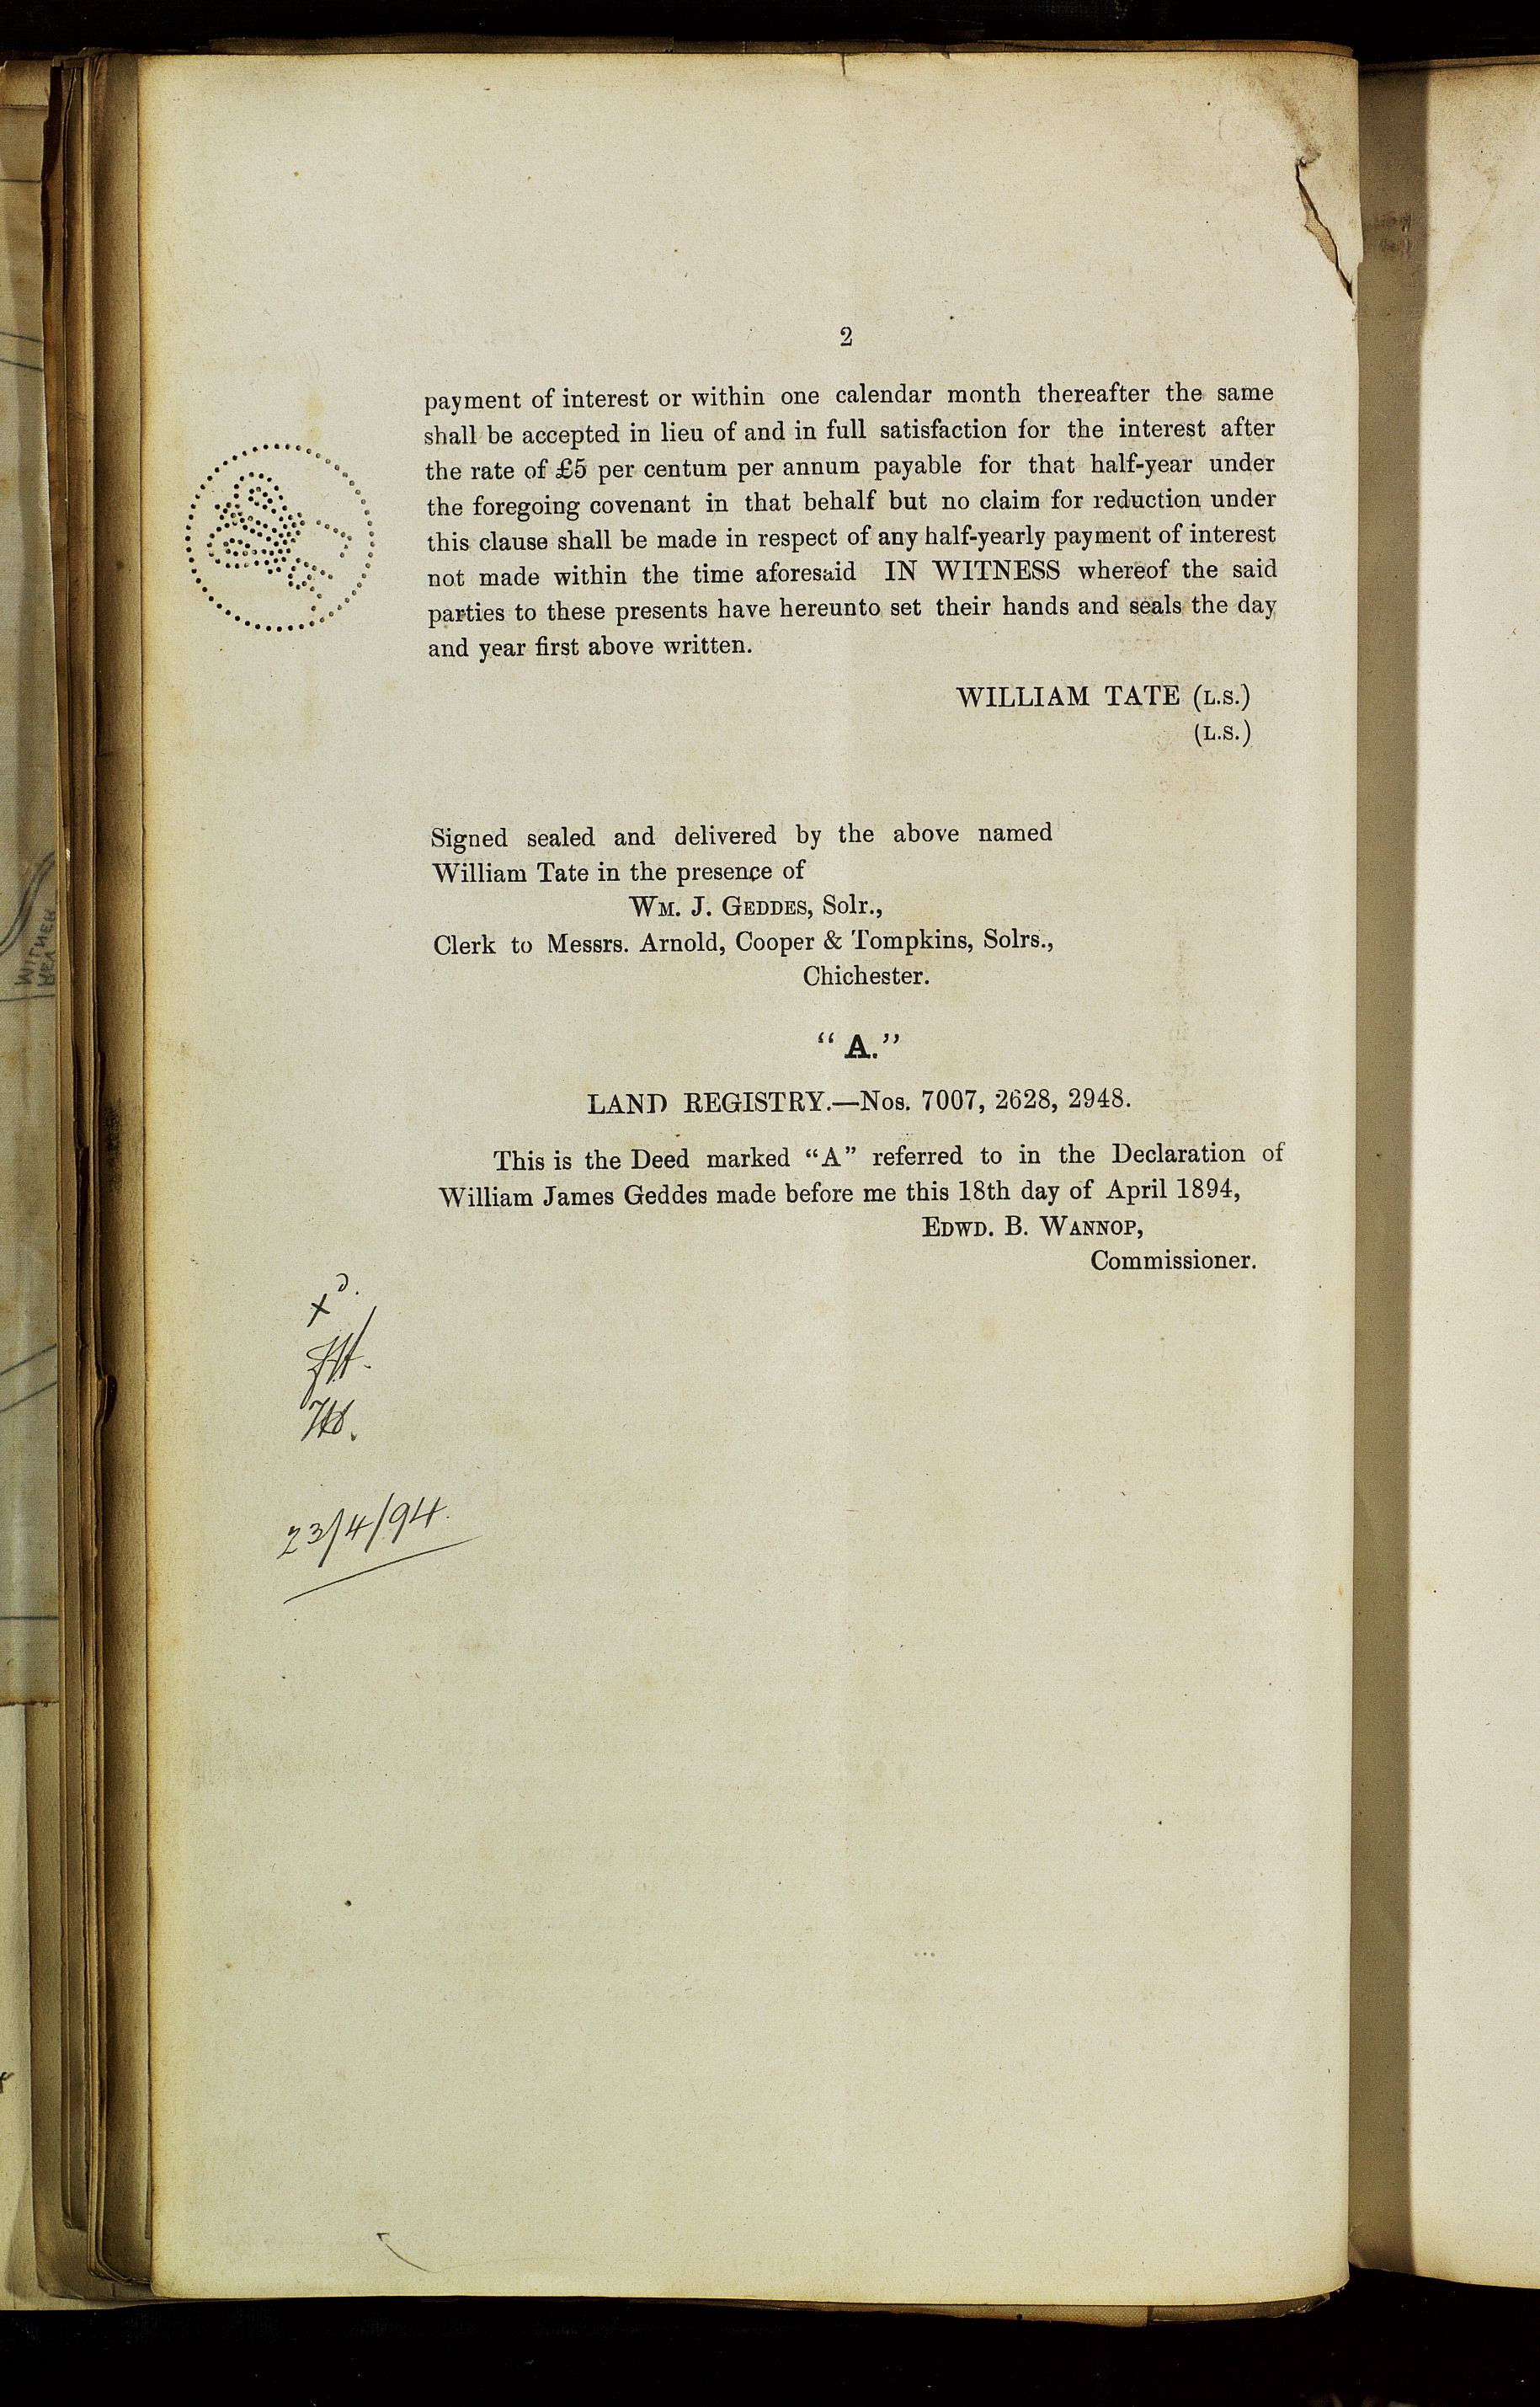 2
payment of interest or within one calendar month thereafter the same
shall be accepted in lieu of and in full satisfaction for the interest after
the rate of £5 per centum per annum payable for that half-year under
the foregoing covenant in that behalf but no claim for reduction under
this clause shall be made in respect of any half-yearly payment of interest
not made within the time aforesaid IN WITNESS whereof the said
parties to these presents have hereunto set their hands and seals the day
and year first above written.
WILLIAM TATE (L.S.)
(L.S.)
Signed sealed and delivered by the above named
William Tate in the presence of
WM. J. GEDDES, Solr.,
Clerk to Messrs. Arnold, Cooper & Tompkins, Solrs.,
Chichester.
“A.”
LAND REGISTRY.—Nos. 7007, 2628, 2948.
This is the Deed marked “A” referred to in the Declaration of
William James Geddes made before me this 18th day of April 1894,
EDWD. B. WANNOP,
Commissioner.
23/4/94.